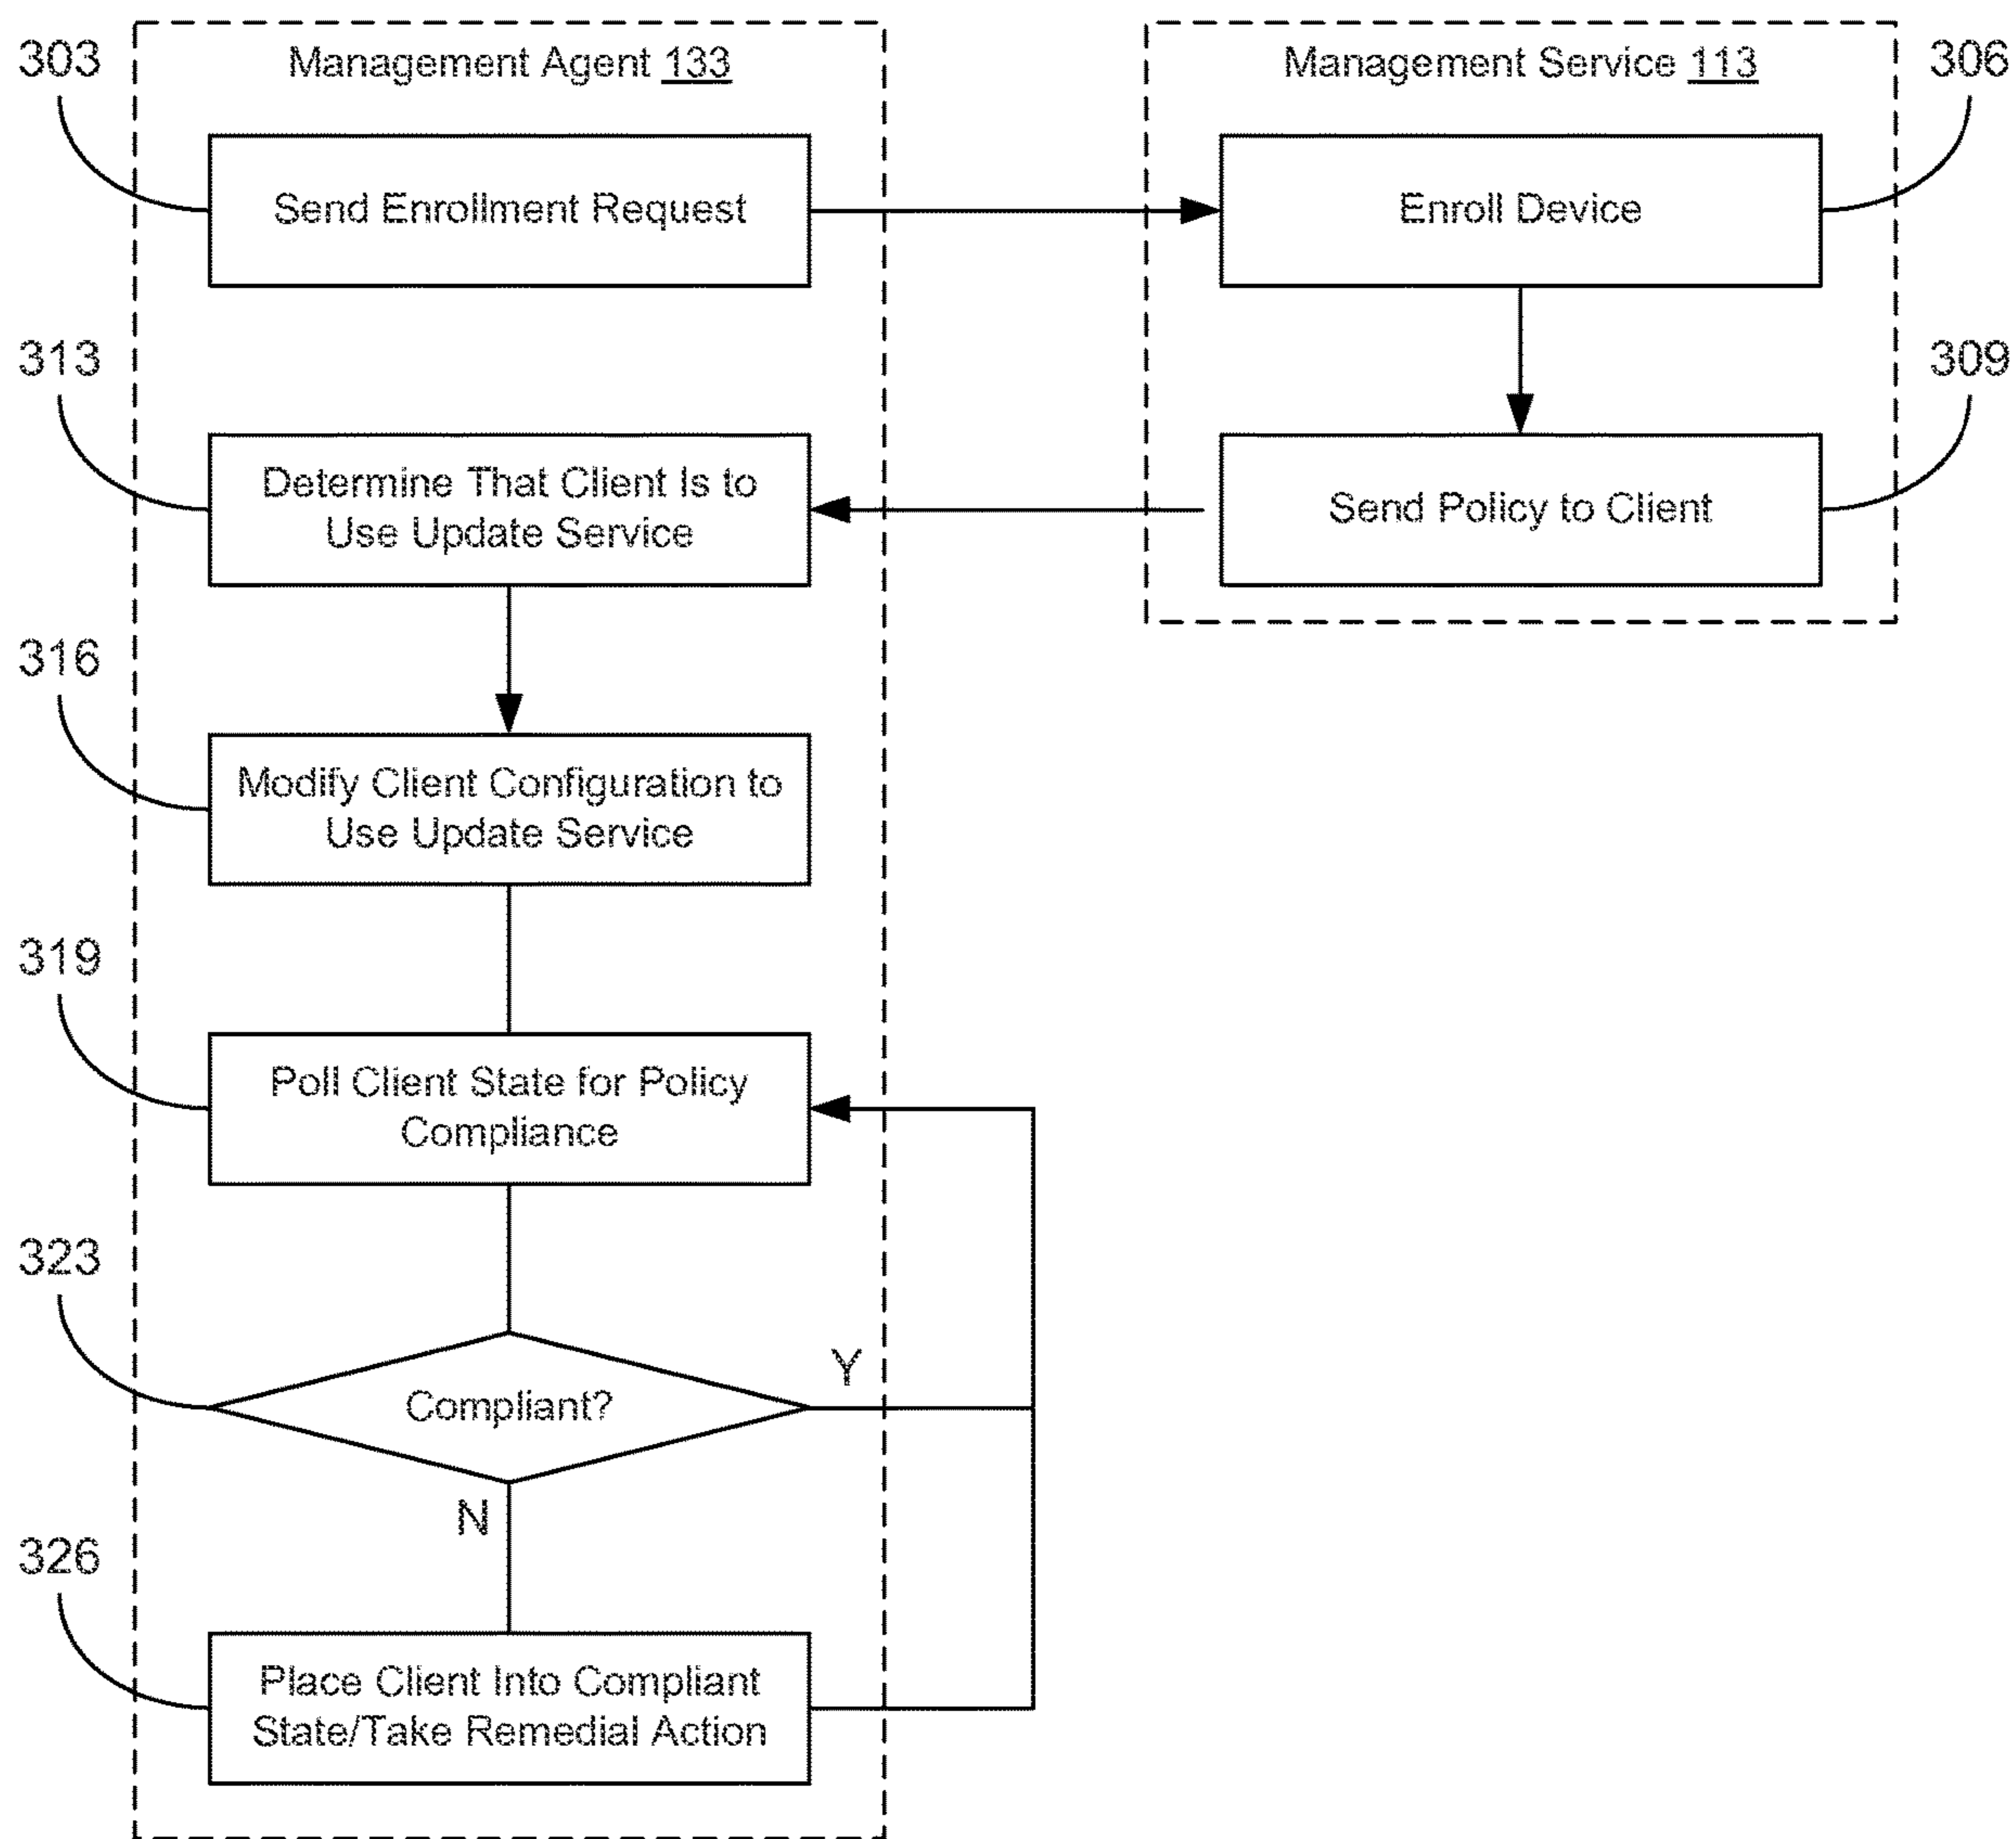 Management Agent 133
Management Service 113
303
306
Send Enrollment Request
Enroll Device
313
309
Determine That Client Is to
Use Update Service
Send Policy to Client
316
Modify Client Configuration to
Use Update Service
319
Poll Client State for Policy
Compliance
323
Compliant?
Y
N
326
Place Client Into Compliant
State/Take Remedial Action